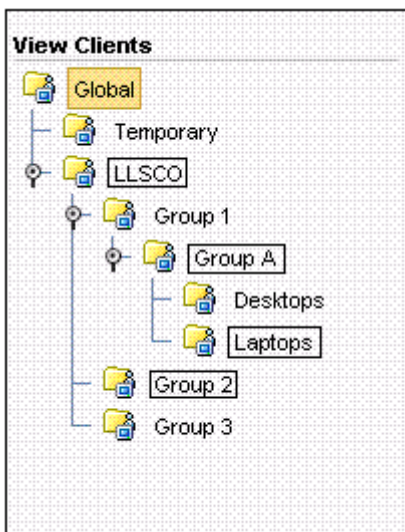 View Clients
Global
Temporary
LLSCO
Group 1
Group A
Desktops
Laptops
Group 2
Group 3